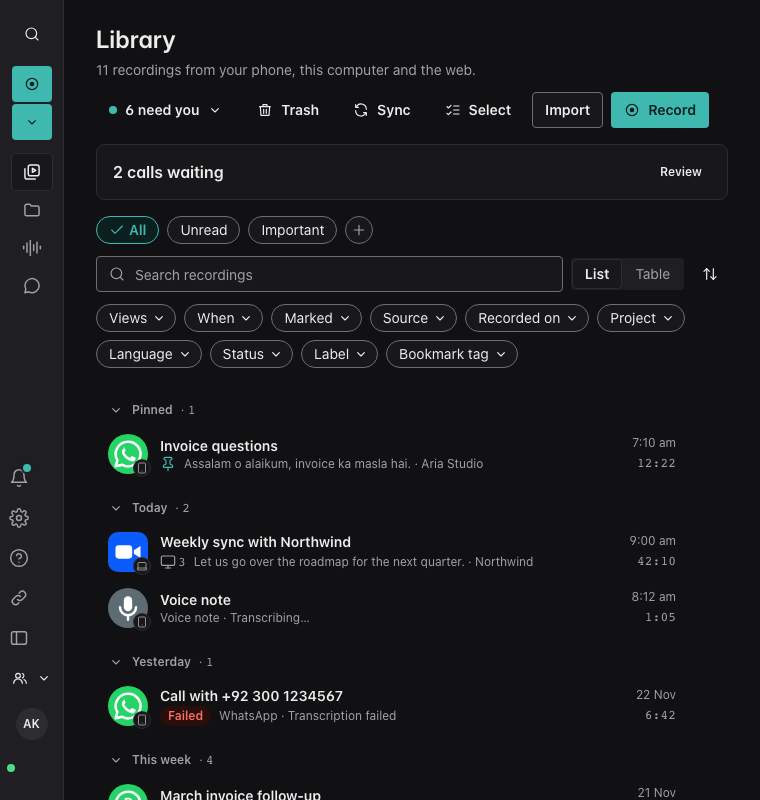 Library
11 recordings from your phone, this computer and the web.
6 need you
Trash
Sync
Select
Import
Record
2 calls waiting
Review
All
Unread
Important
Search recordings
List
Table
Views
When
Marked
Source
Recorded on
Project
Language
Status
Label
Bookmark tag
Pinned · 1
Invoice questions
7:10 am
Assalam o alaikum, invoice ka masla hai. · Aria Studio
12:22
Today · 2
Weekly sync with Northwind
9:00 am
3 Let us go over the roadmap for the next quarter. · Northwind
42:10
Voice note
8:12 am
Voice note · Transcribing…
1:05
Yesterday · 1
Call with +92 300 1234567
22 Nov
Failed WhatsApp · Transcription failed
6:42
AK
This week · 4
March invoice follow-up
21 Nov